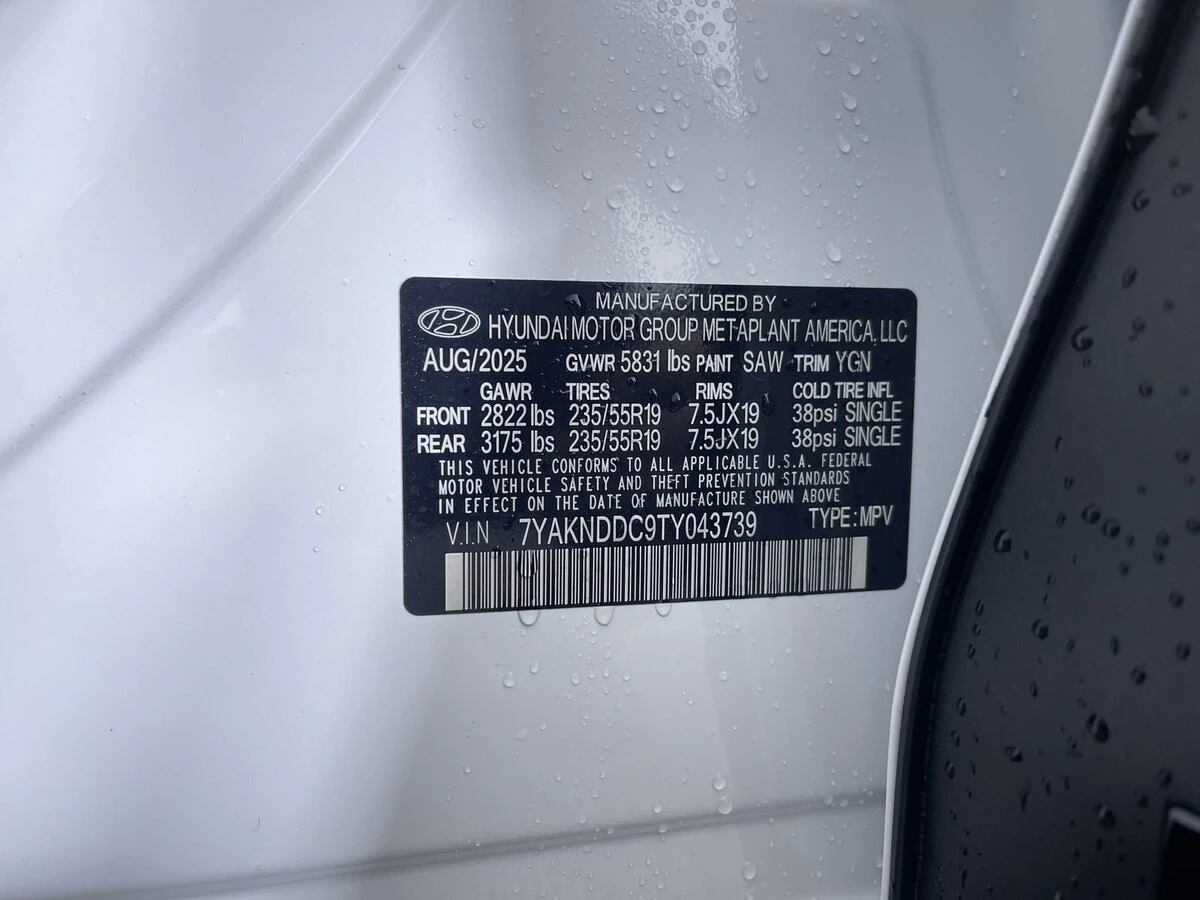 MANUFACTURED BY
HYUNDAI MOTOR GROUP METAPLANT AMERICA, LLC
AUG/2025 GVWR 5831 lbs PAINT SAW TRIM YGN
GAWR TIRES RIMS COLD TIRE INFL
FRONT 2822 lbs 235/55R19 7.5JX19 38psi SINGLE
REAR 3175 lbs 235/55R19 7.5JX19 38psi SINGLE
THIS VEHICLE CONFORMS TO ALL APPLICABLE U.S.A. FEDERAL
MOTOR VEHICLE SAFETY AND THEFT PREVENTION STANDARDS
IN EFFECT ON THE DATE OF MANUFACTURE SHOWN ABOVE
V.I.N 7YAKNDDC9TY043739 TYPE:MPV